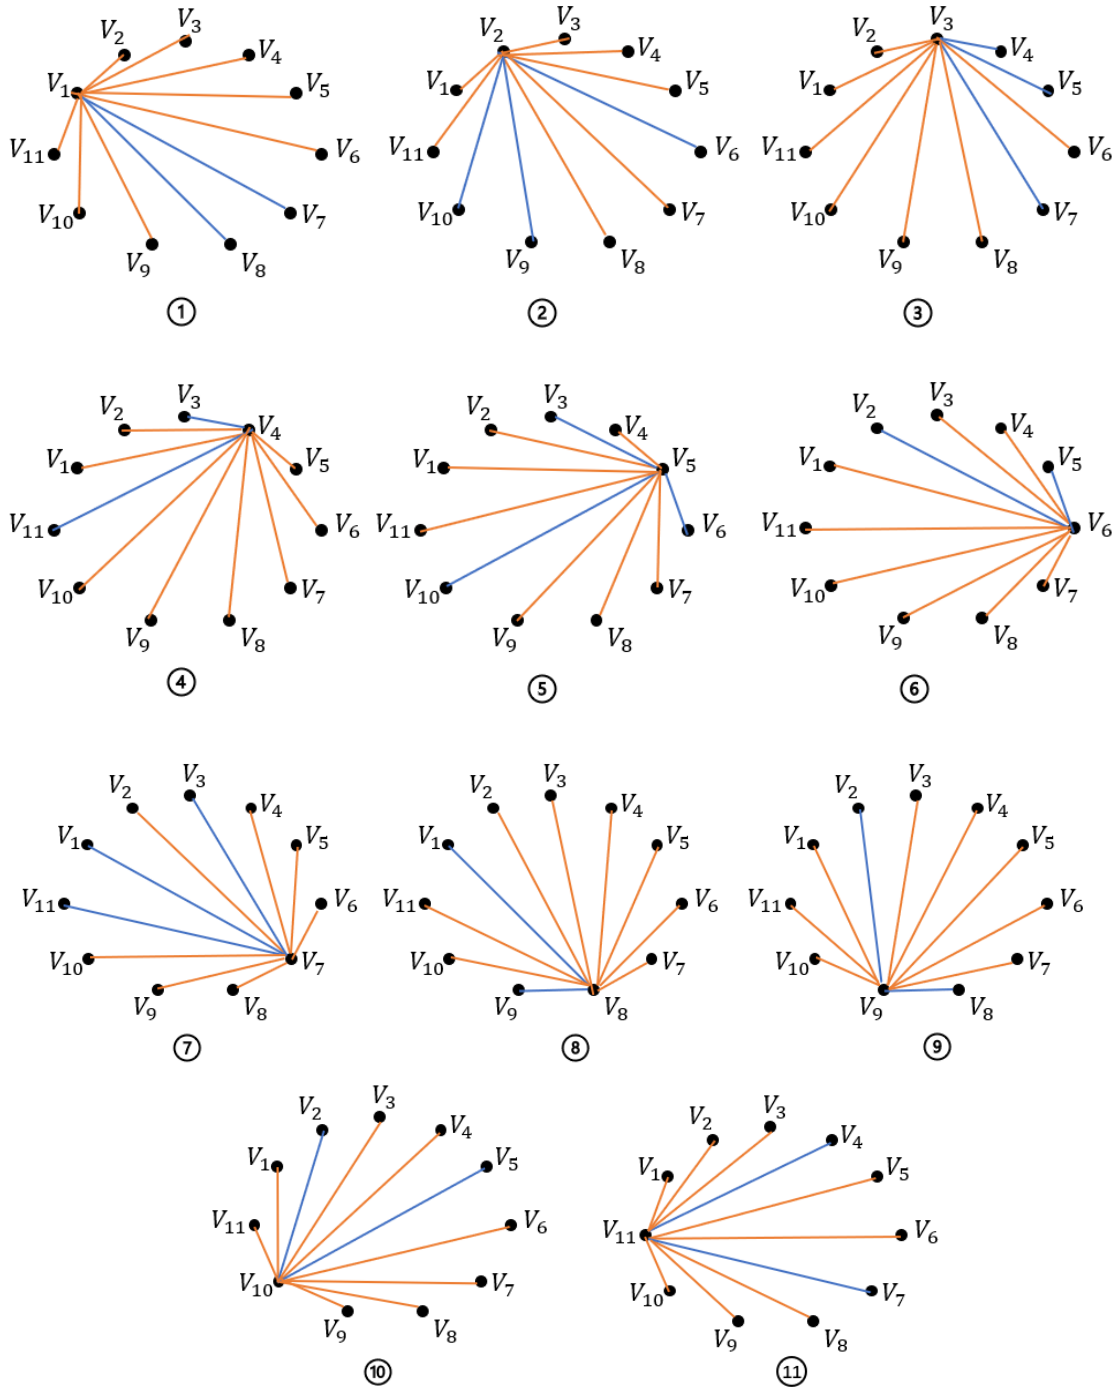 V3 V3 V3
V2 V4 V2 V4 V2 V4
V1 V5 V1 V5 V1 V5
V11 V6 V11 V6 V11 V6
V10 V7 V10 V7 V10 V7
V9 V8 V9 V8 V9 V8
① ② ③
V3 V3 V3
V2 V4 V2 V4 V2 V4
V1 V5 V1 V5 V1 V5
V11 V6 V11 V6 V11 V6
V10 V7 V10 V7 V10 V7
V9 V8 V9 V8 V9 V8
④ ⑤ ⑥
V3 V3 V3
V2 V4 V2 V4 V2 V4
V1 V5 V1 V5 V1 V5
V11 V6 V11 V6 V11 V6
V10 V7 V10 V7 V10 V7
V9 V8 V9 V8 V9 V8
⑦ ⑧ ⑨
V3 V3
V2 V4 V2 V4
V1 V5 V1 V5
V11 V6 V11 V6
V10 V7 V10 V7
V9 V8 V9 V8
⑩ ⑪